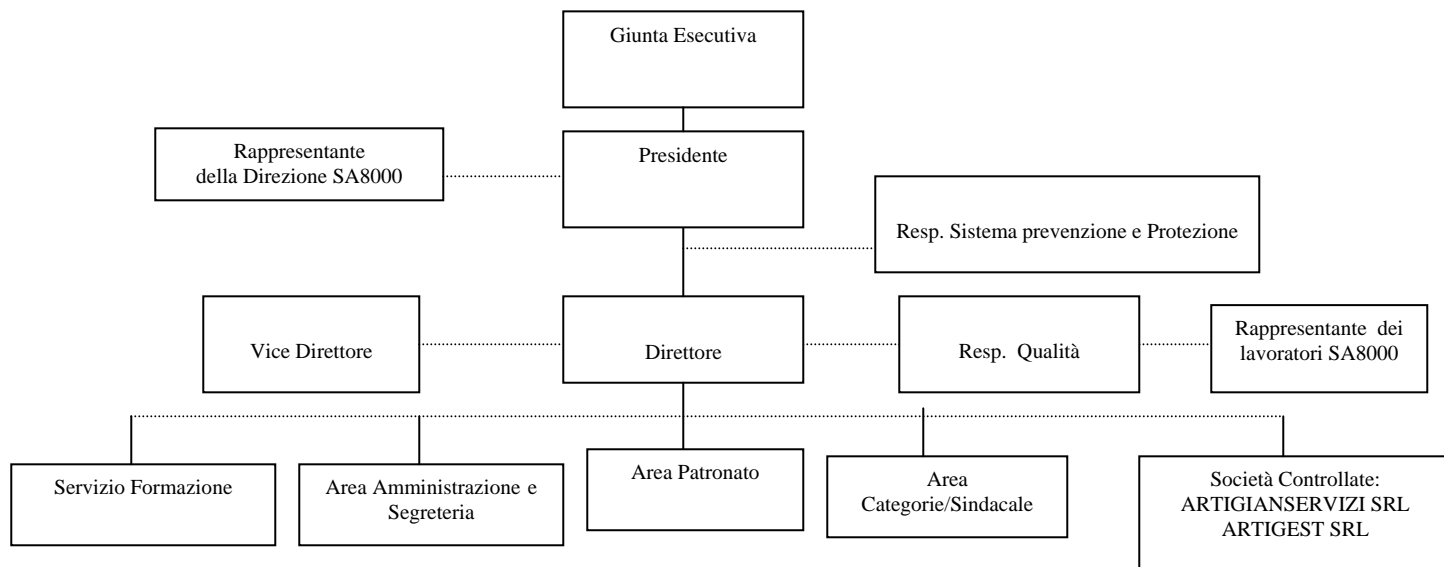 Giunta Esecutiva
Rappresentante
della Direzione SA8000
Presidente
Resp. Sistema prevenzione e Protezione
Vice Direttore
Direttore
Resp. Qualità
Rappresentante dei
lavoratori SA8000
Servizio Formazione
Area Amministrazione e
Segreteria
Area Patronato
Area
Categorie/Sindacale
Società Controllate:
ARTIGIANSERVIZI SRL
ARTIGEST SRL